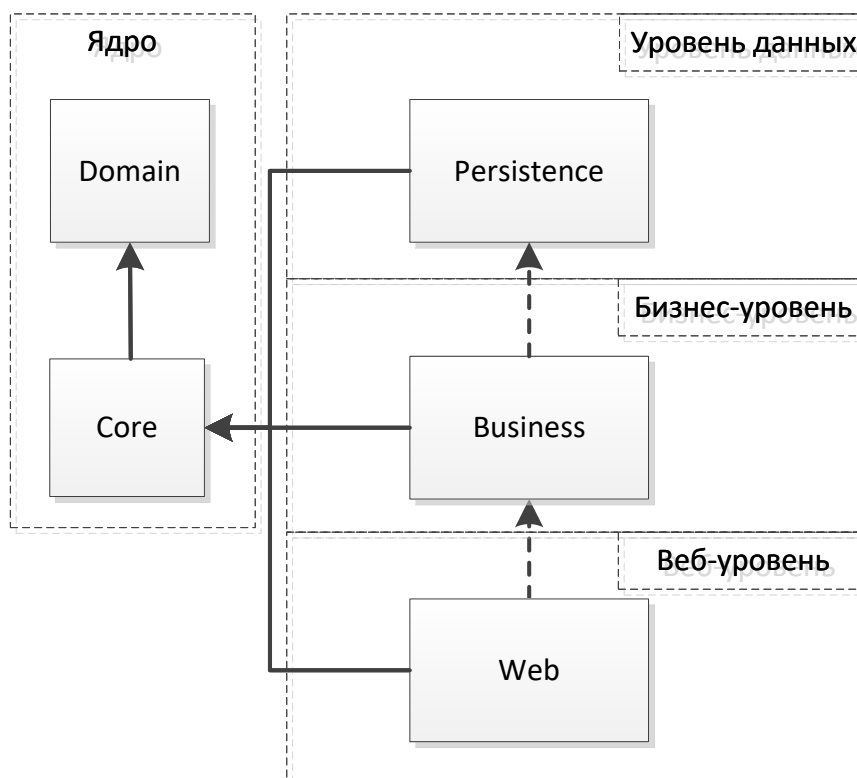 Ядро
Уровень данных
Domain
Persistence
Бизнес-уровень
Core
Business
Веб-уровень
Web